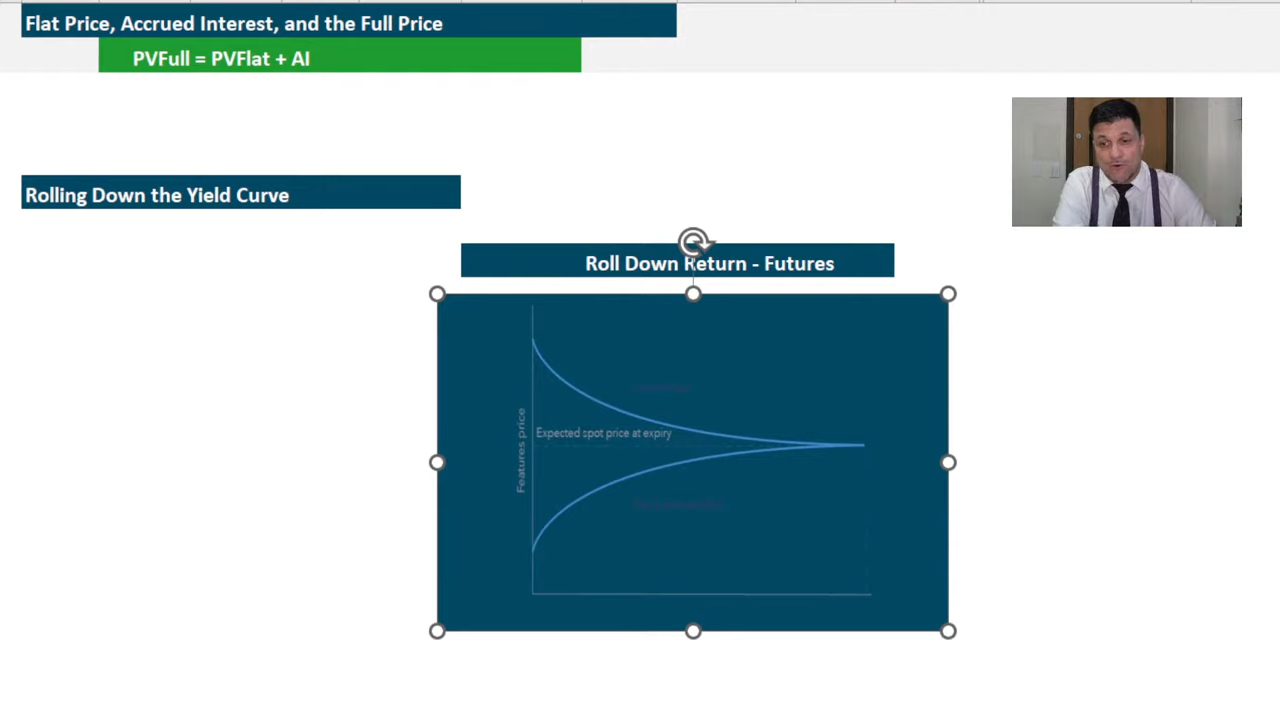 Flat Price, Accrued Interest, and the Full Price
PVFull = PVFlat + AI
Rolling Down the Yield Curve
Roll Down Return - Futures
Expected spot price at expiry
Features price